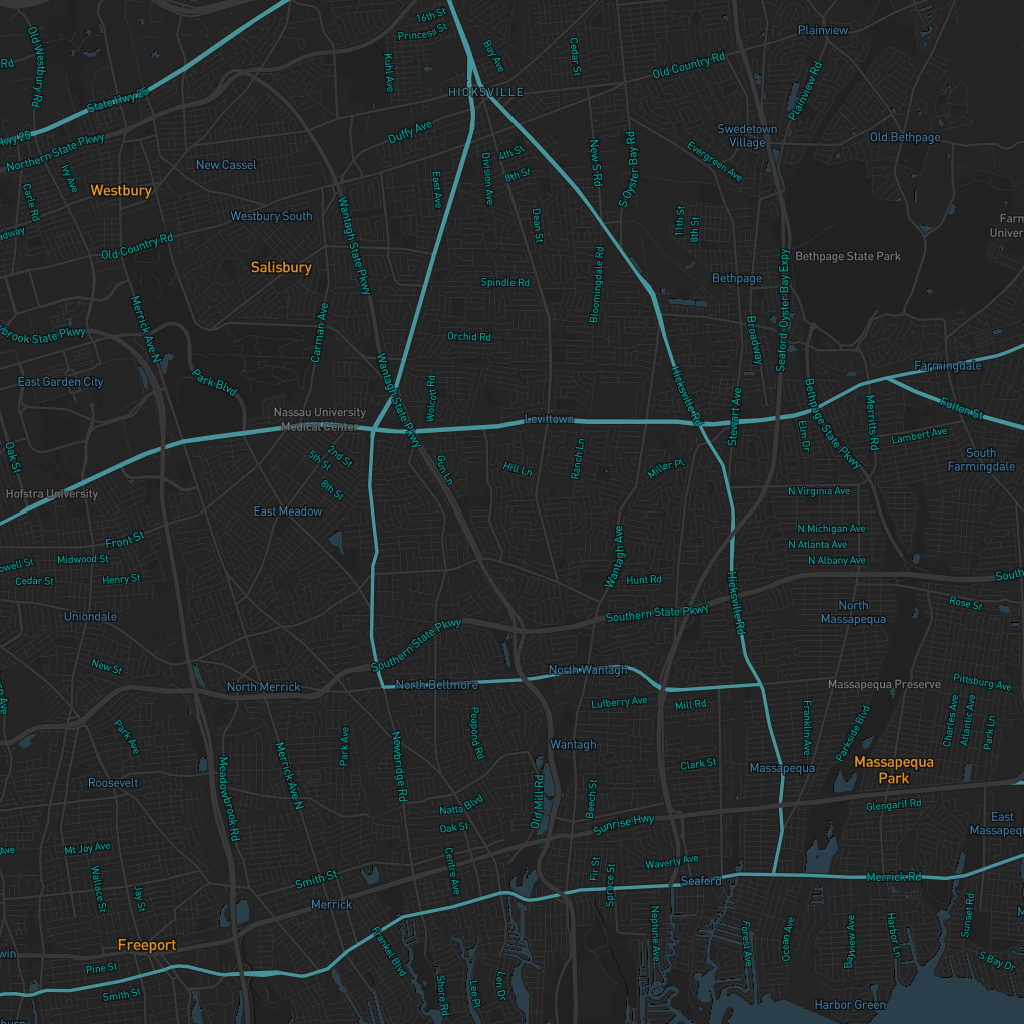 16th St
Princess St
Old Westbury Rd
Rd
Kuhl Ave
Bay Ave
Cedar St
Old Country Rd
Plainview
Plainview Rd
State Hwy 25
HICKSVILLE
Hwy 25
Northern State Pkwy
Duffy Ave
Swedetown
Village
Old Bethpage
New Cassel
Ivy Ave
Carle Rd
Westbury
East Ave
Division Ave
4th St
8th St
New S Rd
S Oyster Bay Rd
Evergreen Ave
Westbury South
Wantagh State Pkwy
Dean St
11th St
8th St
Old Country Rd
Bethpage State Park
Salisbury
Spindle Rd
Bloomingdale Rd
Bethpage
Seaford-Oyster Bay Expy
Merrick Ave N
Carman Ave
Orchid Rd
Broadway
Farmingdale
East Garden City
Park Blvd
Wantagh State Pkwy
Wolcott Rd
Hicksville Rd
Stewart Ave
Bethpage State Pkwy
Merritts Rd
Fulton St
Nassau University
Medical Center
Levittown
Elm Dr
Lambert Ave
Oak St
2nd St
5th St
8th St
Gun Ln
Hill Ln
Ranch Ln
Miller Pl
South
Farmingdale
Hofstra University
N Virginia Ave
East Meadow
N Michigan Ave
N Atlanta Ave
N Albany Ave
Front St
Midwood St
Cedar St
Henry St
Wantagh Ave
Hunt Rd
Hicksville Rd
Uniondale
Southern State Pkwy
Southern State Pkwy
North
Massapequa
Rose St
New St
North Merrick
North Bellmore
North Wantagh
Massapequa Preserve
Pittsburg Ave
Lufberry Ave
Mill Rd
Park Ave
Merrick Ave N
Park Ave
Newbridge Rd
Peapond Rd
Wantagh
Franklin Ave
Parkside Blvd
Charles Ave
Atlantic Ave
Park Ln
Roosevelt
Meadowbrook Rd
Clark St
Massapequa
Massapequa
Park
Natta Blvd
Oak St
Old Mill Rd
Beech St
Sunrise Hwy
Glengarif Rd
East
Mt Joy Ave
Wallace St
Jay St
Smith St
Centre Ave
Fir St
Spruce St
Waverly Ave
Seaford
Merrick Rd
Merrick
Freeport
Frankel Blvd
Neptune Ave
Forest Ave
Ocean Ave
Bayview Ave
Harbor Ln
Sunset Rd
S Bay Dr
Pine St
Smith St
Shore Rd
Lee Pl
Len Dr
Harbor Green